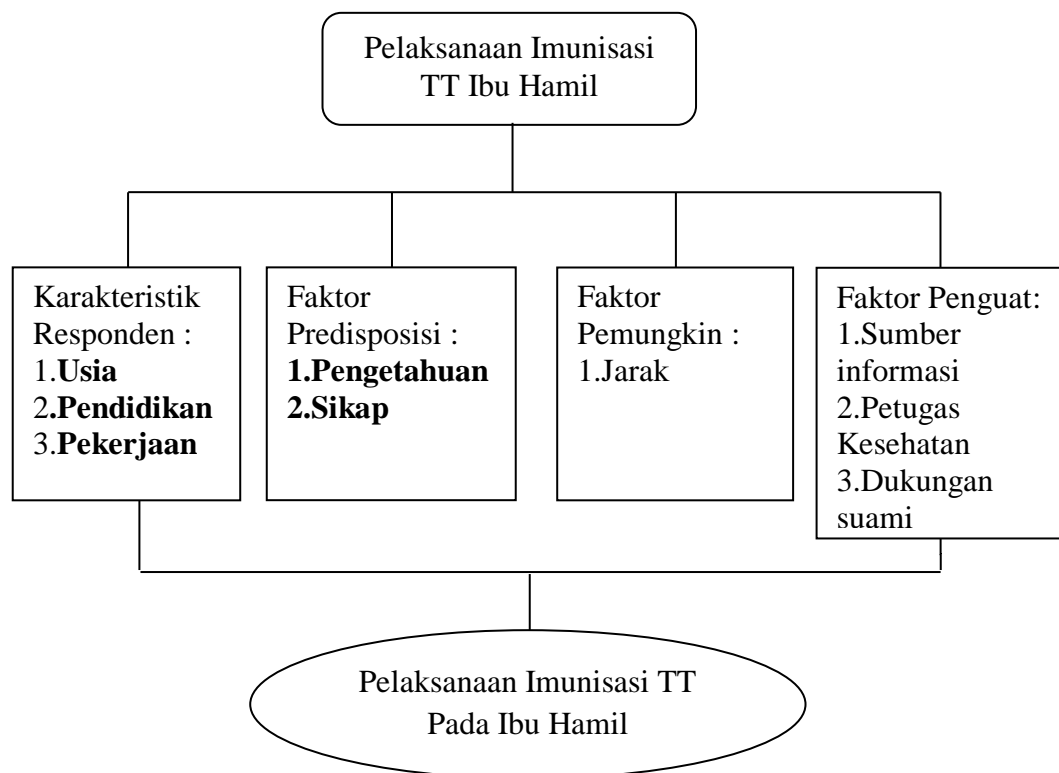 Pelaksanaan Imunisasi
TT Ibu Hamil
Karakteristik
Responden :
1.Usia
2.Pendidikan
3.Pekerjaan
Faktor
Predisposisi :
1.Pengetahuan
2.Sikap
Faktor
Pemungkin :
1.Jarak
Faktor Penguat:
1.Sumber
informasi
2.Petugas
Kesehatan
3.Dukungan
suami
Pelaksanaan Imunisasi TT
Pada Ibu Hamil